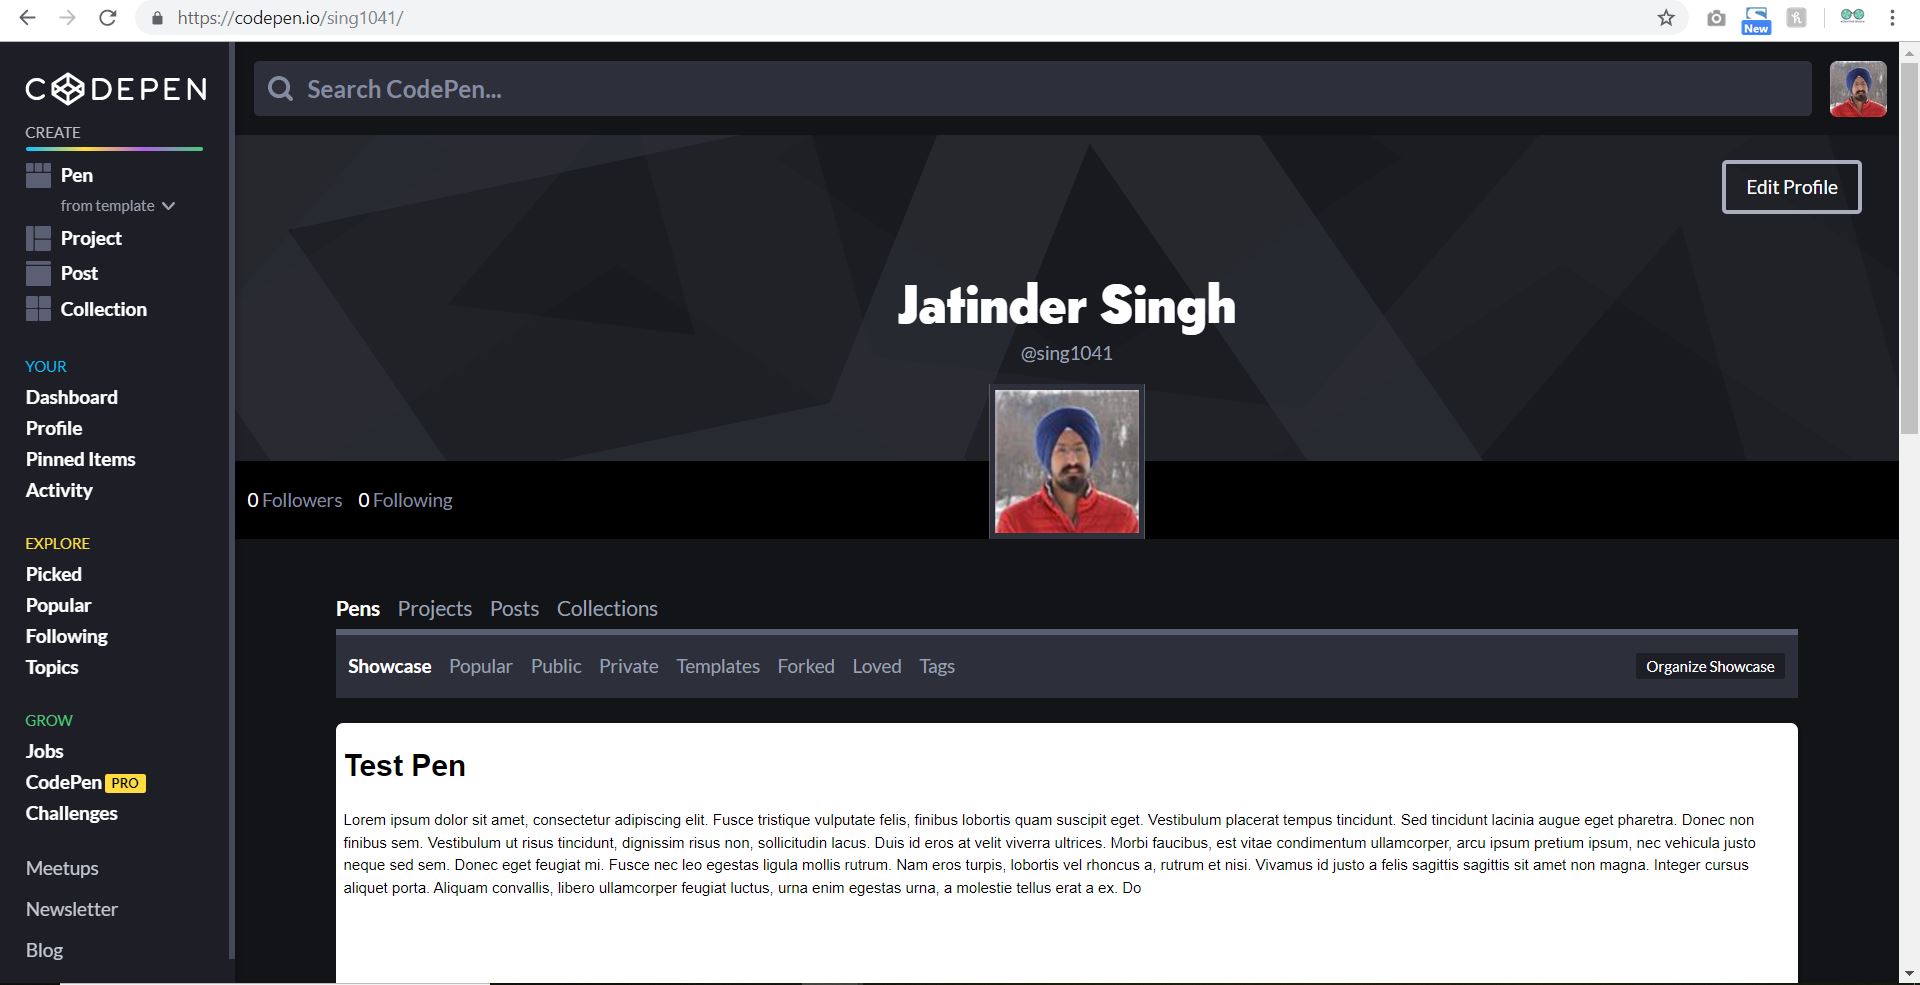 https://codepen.io/sing1041/
New
CODEPEN
Search CodePen...
CREATE
Pen
from template
Project
Post
Collection
YOUR
Dashboard
Profile
Pinned Items
Activity
EXPLORE
Picked
Popular
Following
Topics
GROW
Jobs
CodePen PRO
Challenges
Meetups
Newsletter
Blog
Edit Profile
Jatinder Singh
@sing1041
0 Followers 0 Following
Pens Projects Posts Collections
Showcase Popular Public Private Templates Forked Loved Tags Organize Showcase
Test Pen
Lorem ipsum dolor sit amet, consectetur adipiscing elit. Fusce tristique vulputate felis, finibus lobortis quam suscipit eget. Vestibulum placerat tempus tincidunt. Sed tincidunt lacinia augue eget pharetra. Donec non
finibus sem. Vestibulum ut risus tincidunt, dignissim risus non, sollicitudin lacus. Duis id eros at velit viverra ultrices. Morbi faucibus, est vitae condimentum ullamcorper, arcu ipsum pretium ipsum, nec vehicula justo
neque sed sem. Donec eget feugiat mi. Fusce nec leo egestas ligula mollis rutrum. Nam eros turpis, lobortis vel rhoncus a, rutrum et nisi. Vivamus id justo a felis sagittis sagittis sit amet non magna. Integer cursus
aliquet porta. Aliquam convallis, libero ullamcorper feugiat luctus, urna enim egestas urna, a molestie tellus erat a ex. Do